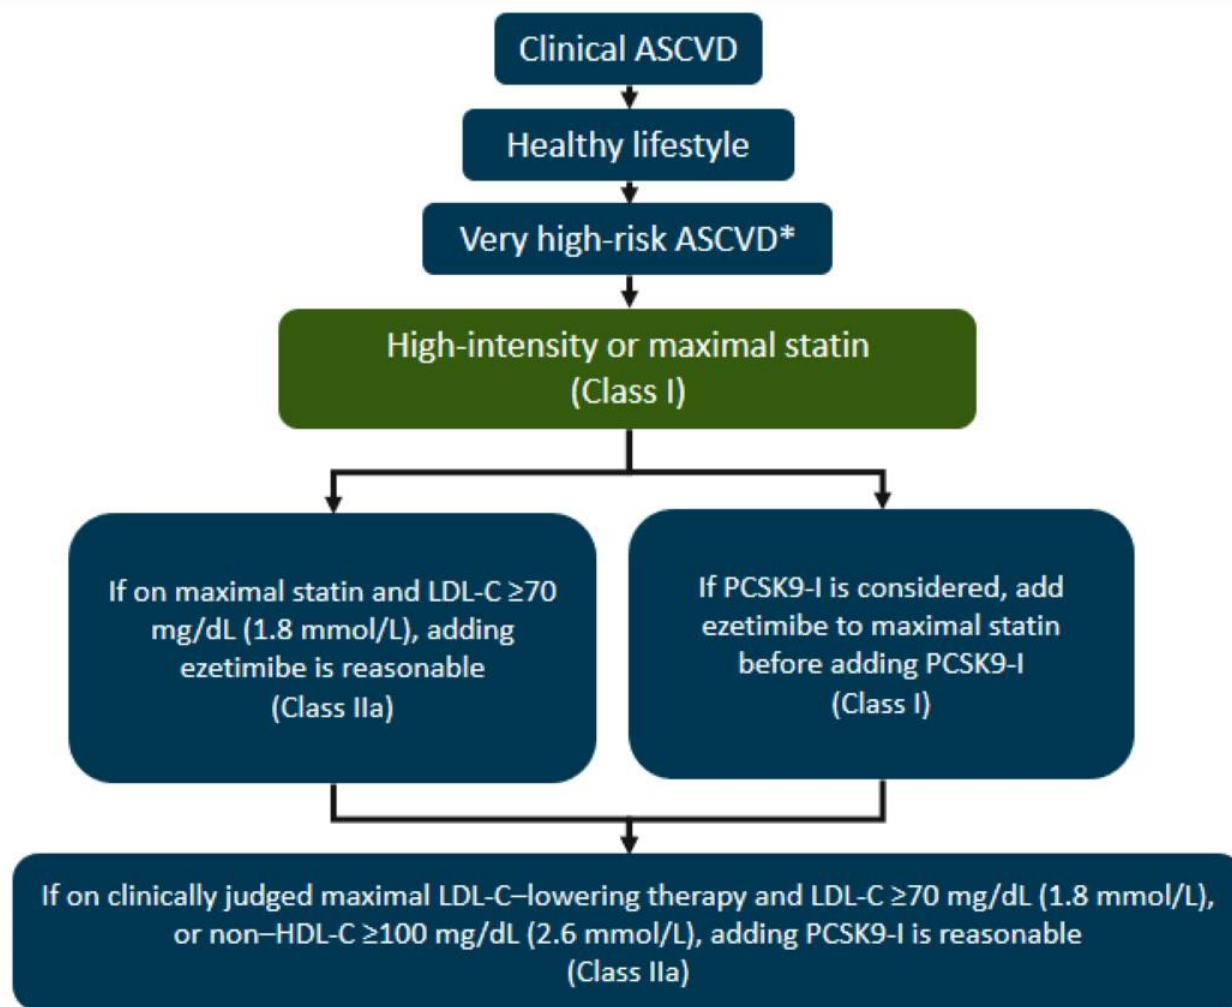 Clinical ASCVD
Healthy lifestyle
Very high-risk ASCVD*
High-intensity or maximal statin
(Class I)
If on maximal statin and LDL-C ≥70
mg/dL (1.8 mmol/L), adding
ezetimibe is reasonable
(Class IIa)
If PCSK9-I is considered, add
ezetimibe to maximal statin
before adding PCSK9-I
(Class I)
If on clinically judged maximal LDL-C–lowering therapy and LDL-C ≥70 mg/dL (1.8 mmol/L),
or non–HDL-C ≥100 mg/dL (2.6 mmol/L), adding PCSK9-I is reasonable
(Class IIa)